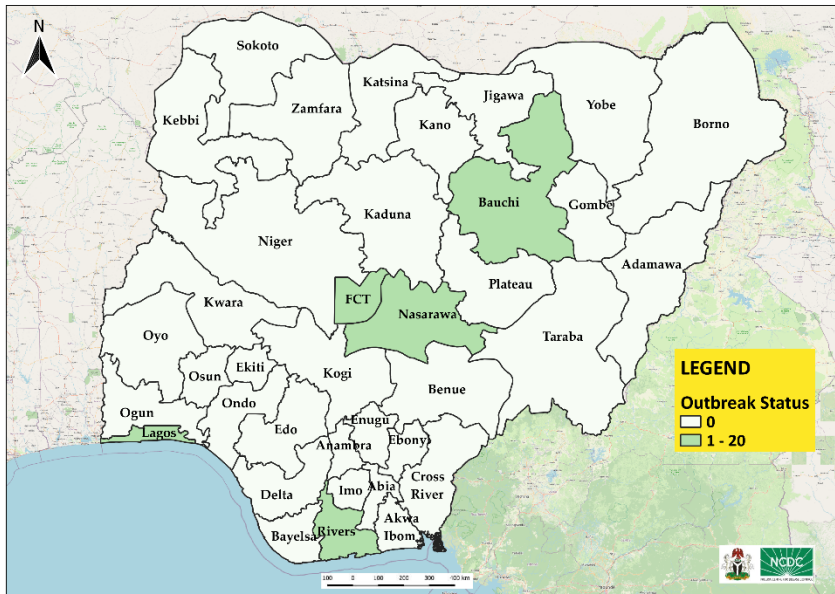 N
Sokoto
Katsina
Jigawa
Yobe
Borno
Kebbi
Zamfara
Kano
Bauchi
Gombe
Kaduna
Niger
Adamawa
Plateau
FCT
Nasarawa
Kwara
Taraba
Oyo
Osun
Ekiti
Kogi
Benue
Ogun
Ondo
Edo
Enugu
Ebonyi
Anambra
Lagos
Delta
Imo
Abia
Cross
River
Bayelsa
Rivers
Akwa
Ibom
LEGEND
Outbreak Status
0
1 - 20
100 0 100 200 300 400 km
NCDC